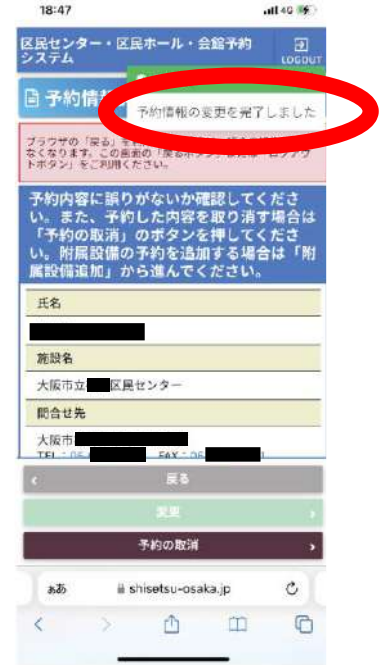 18:47
4G
区民センター・区民ホール・会館予約
システム
LOGOUT
予約情
予約情報の変更を完了しました
ブラウザの「戻る」を
なくなります。この画面の「戻るボタン」
トボタン」をご利用ください。
予約内容に誤りがないか確認してくださ
い。また、予約した内容を取り消す場合は
「予約の取消」のボタンを押してくださ
い。附属設備の予約を追加する場合は「附
属設備追加」から進んでください。
氏名
施設名
大阪市立 区民センター
問合せ先
大阪市
TEL：06 FAX：06
戻る
変更
予約の取消
ああ shisetsu-osaka.jp